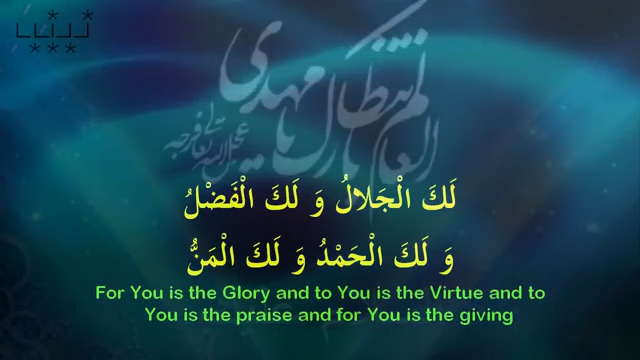 لَكَ الْجَلالُ وَ لَكَ الْفَضْلُ
وَ لَكَ الْحَمْدُ وَ لَكَ الْمَنُّ
For You is the Glory and to You is the Virtue and to
You is the praise and for You is the giving